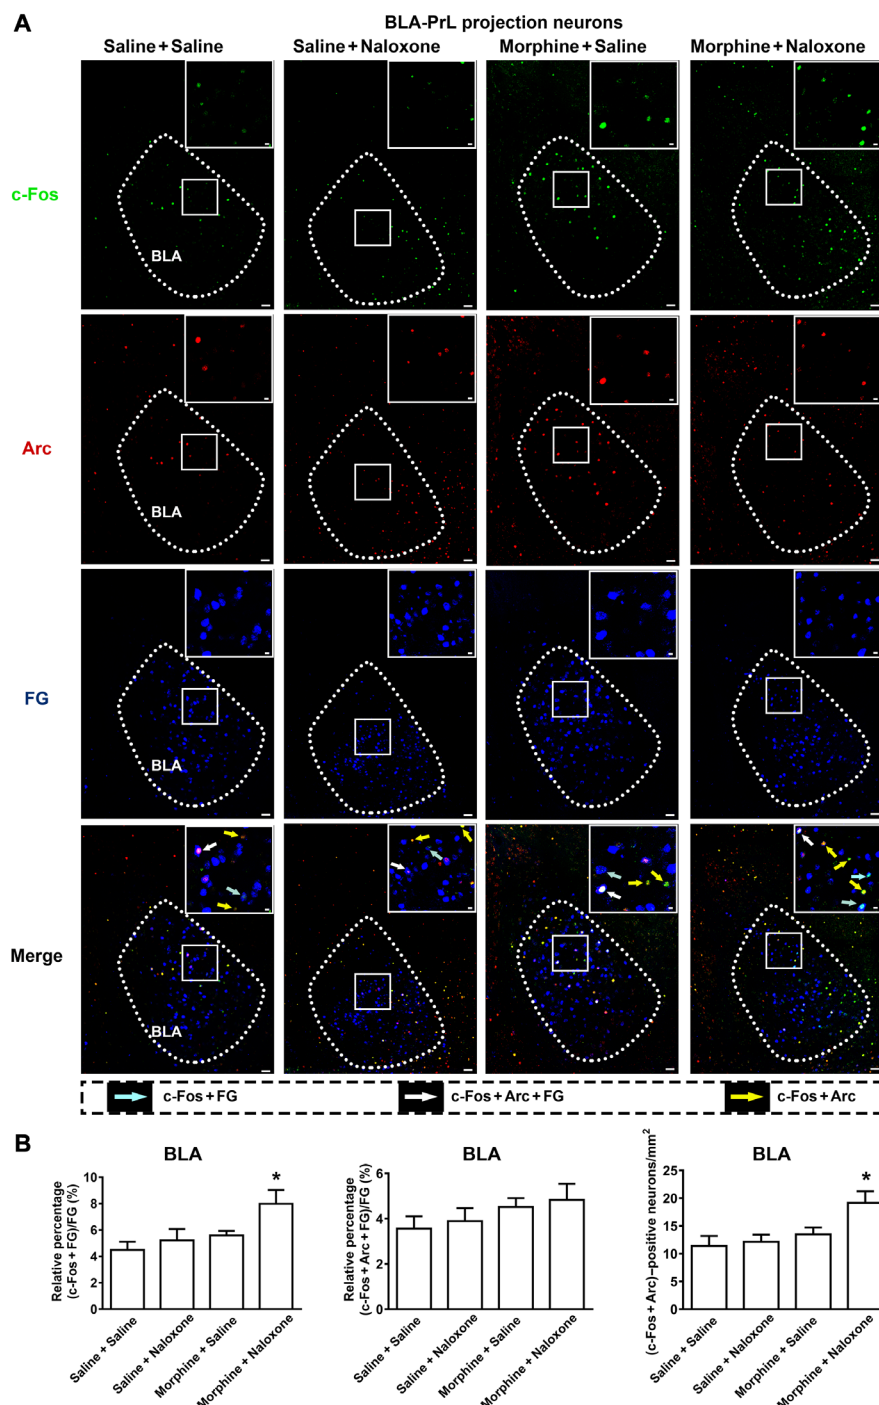 A
BLA-PrL projection neurons
Saline + Saline
Saline + Naloxone
Morphine + Saline
Morphine + Naloxone
c-Fos
BLA
Arc
BLA
FG
BLA
Merge
BLA
c-Fos + FG
c-Fos + Arc + FG
c-Fos + Arc
B
BLA
Relative percentage
(c-Fos + FG)/FG (%)
10
8
6
4
2
0
*
Saline + Saline
Saline + Naloxone
Morphine + Saline
Morphine + Naloxone
BLA
Relative percentage
(c-Fos + Arc + FG)/FG (%)
6
4
2
0
Saline + Saline
Saline + Naloxone
Morphine + Saline
Morphine + Naloxone
BLA
(c-Fos + Arc)–positive neurons/mm²
25
20
15
10
5
0
*
Saline + Saline
Saline + Naloxone
Morphine + Saline
Morphine + Naloxone